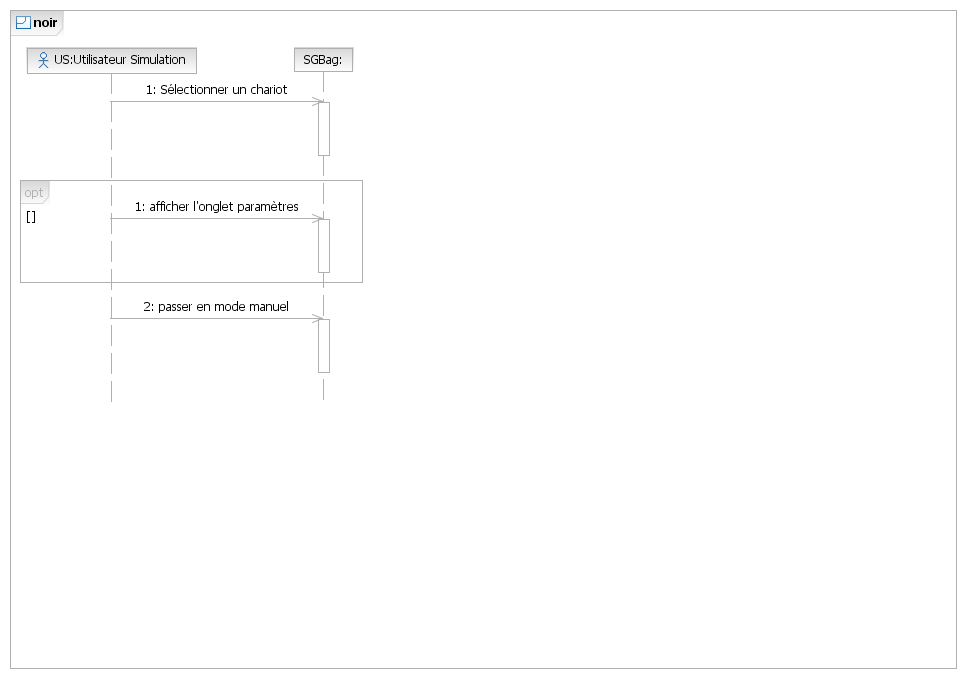 noir
US:Utilisateur Simulation
SGBag:
1: Sélectionner un chariot
opt
1: afficher l'onglet paramètres
[]
2: passer en mode manuel